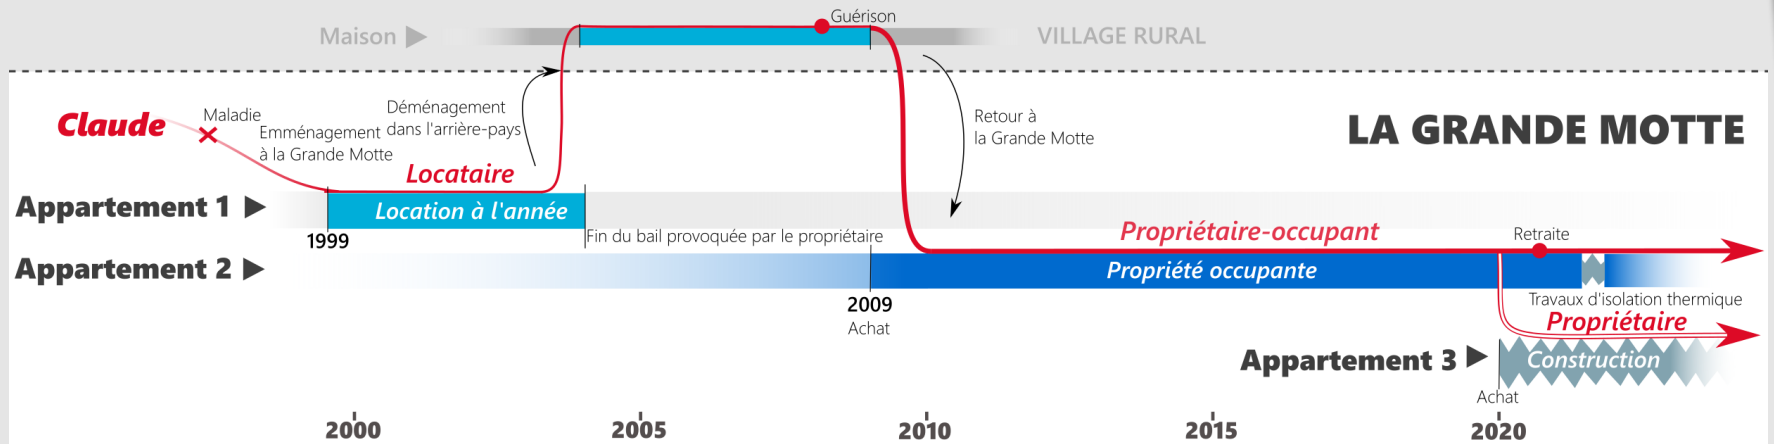 Guérison
Maison
VILLAGE RURAL
Claude
Maladie
Emménagement
à la Grande Motte
Déménagement
dans l'arrière-pays
Retour à
la Grande Motte
LA GRANDE MOTTE
Locataire
Appartement 1
Location à l'année
1999
Fin du bail provoquée par le propriétaire
Propriétaire-occupant
Retraite
Appartement 2
Propriété occupante
2009
Achat
Travaux d'isolation thermique
Propriétaire
Appartement 3
Construction
Achat
2000
2005
2010
2015
2020